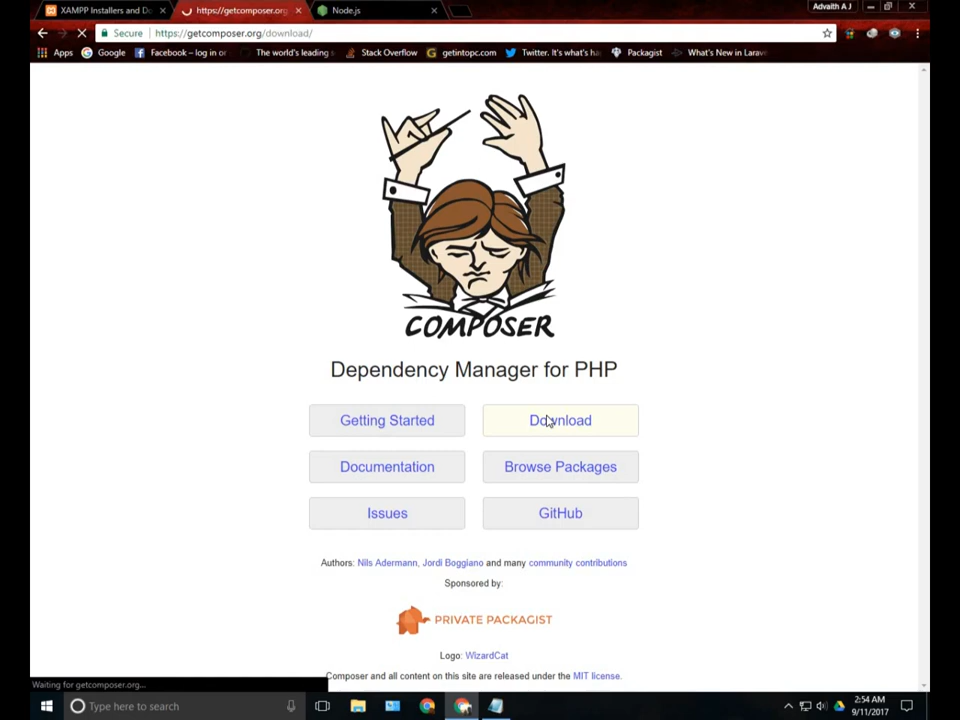 XAMPP Installers and Do
https://getcomposer.org
Node.js
Advaith A J
Secure
https://getcomposer.org/download/
Apps
Google
Facebook – log in or
The world's leading s
Stack Overflow
getintopc.com
Twitter. It's what's ha
Packagist
What's New in Larav
COMPOSER
Dependency Manager for PHP
Getting Started
Download
Documentation
Browse Packages
Issues
GitHub
Authors: Nils Adermann, Jordi Boggiano and many community contributions
Sponsored by:
PRIVATE PACKAGIST
Logo: WizardCat
Composer and all content on this site are released under the MIT license.
Waiting for getcomposer.org...
Type here to search
2:54 AM
9/11/2017